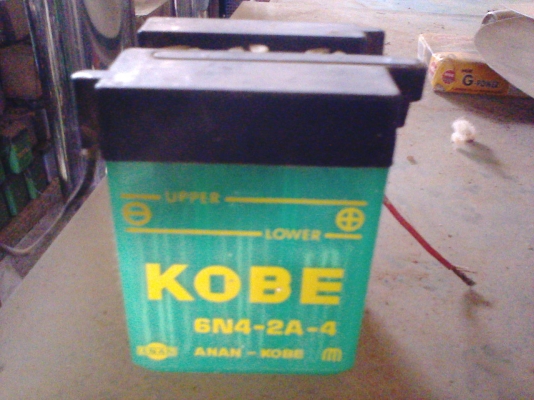 UPPER
⊖ ⊕
LOWER
KOBE
6N4-2A-4
ANAN - KOBE m
G